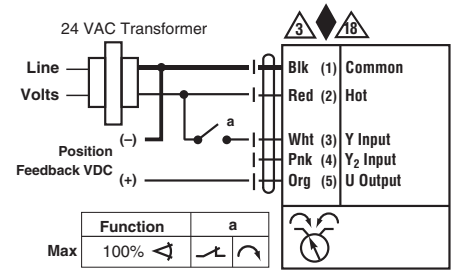 3 18
24 VAC Transformer
Line
Volts
Blk (1) Common
Red (2) Hot
a
Wht (3) Y Input
Pnk (4) Y₂ Input
Org (5) U Output
(–)
Position
Feedback VDC
(+)
Function a
Max 100%